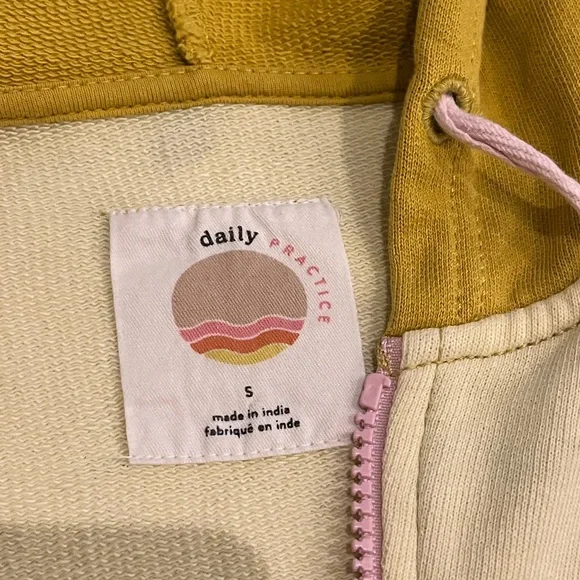 daily PRACTICE
S
made in india
fabriqué en inde